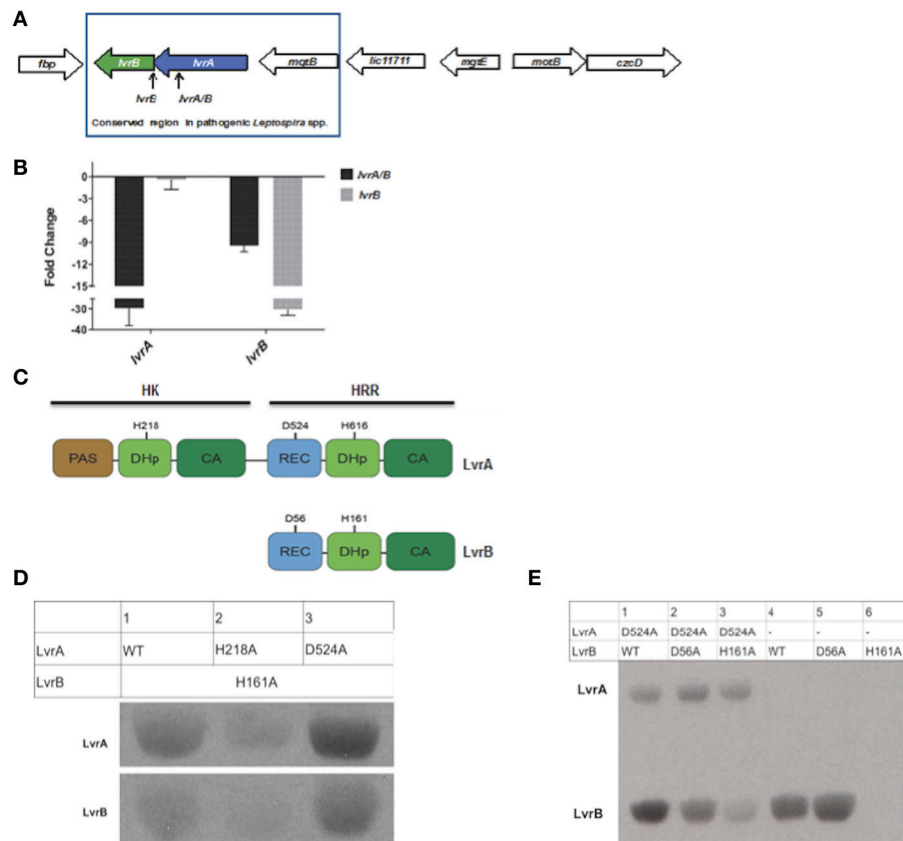 A
fbp lvrB lvrA mqtB lic11711 mgtE motB czcD
lvrB lvrA/B
Conserved region in pathogenic Leptospira spp.
B
Fold Change
0
-3
-6
-9
-12
-15
-30
-40
lvrA lvrB
lvrA/B
lvrB
C
HK HRR
H218 D524 H616
PAS DHp CA REC DHp CA LvrA
D56 H161
REC DHp CA LvrB
D
1 2 3
LvrA WT H218A D524A
LvrB H161A
LvrA
LvrB
E
1 2 3 4 5 6
LvrA D524A D524A D524A - - -
LvrB WT D56A H161A WT D56A H161A
LvrA
LvrB